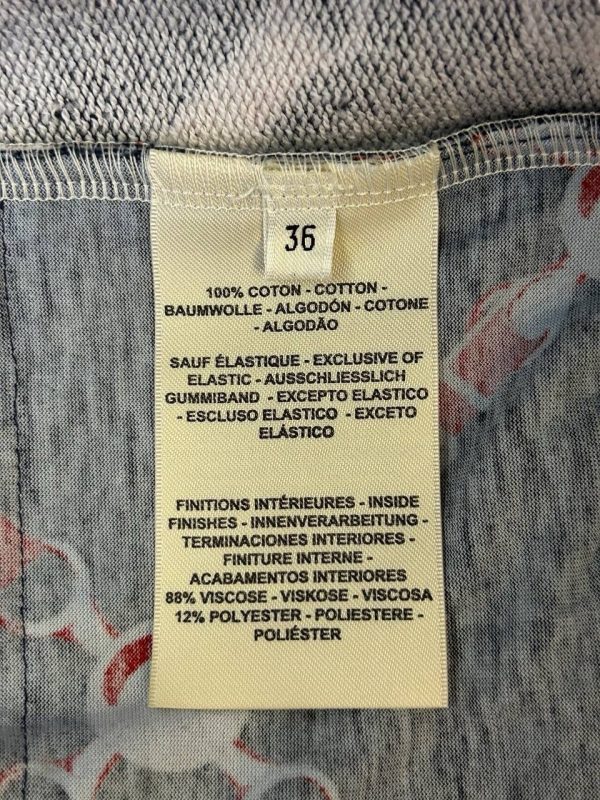 36
100% COTON - COTTON -
BAUMWOLLE - ALGODÓN - COTONE
- ALGODÃO
SAUF ÉLASTIQUE - EXCLUSIVE OF
ELASTIC - AUSSCHLIESSLICH
GUMMIBAND - EXCEPTO ELASTICO
- ESCLUSO ELASTICO - EXCETO
ELÁSTICO
FINITIONS INTÉRIEURES - INSIDE
FINISHES - INNENVERARBEITUNG -
TERMINACIONES INTERIORES -
FINITURE INTERNE -
ACABAMENTOS INTERIORES
88% VISCOSE - VISKOSE - VISCOSA
12% POLYESTER - POLIESTERE -
POLIÉSTER